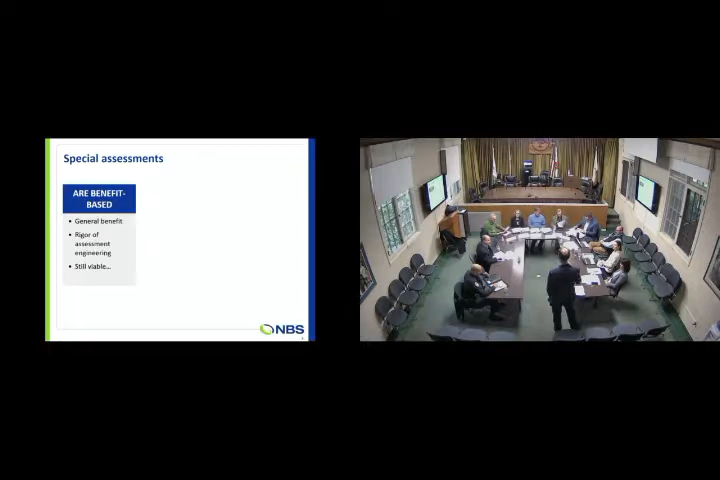 Special assessments
ARE BENEFIT-
BASED
• General benefit
• Rigor of
assessment
engineering
• Still viable…
NBS